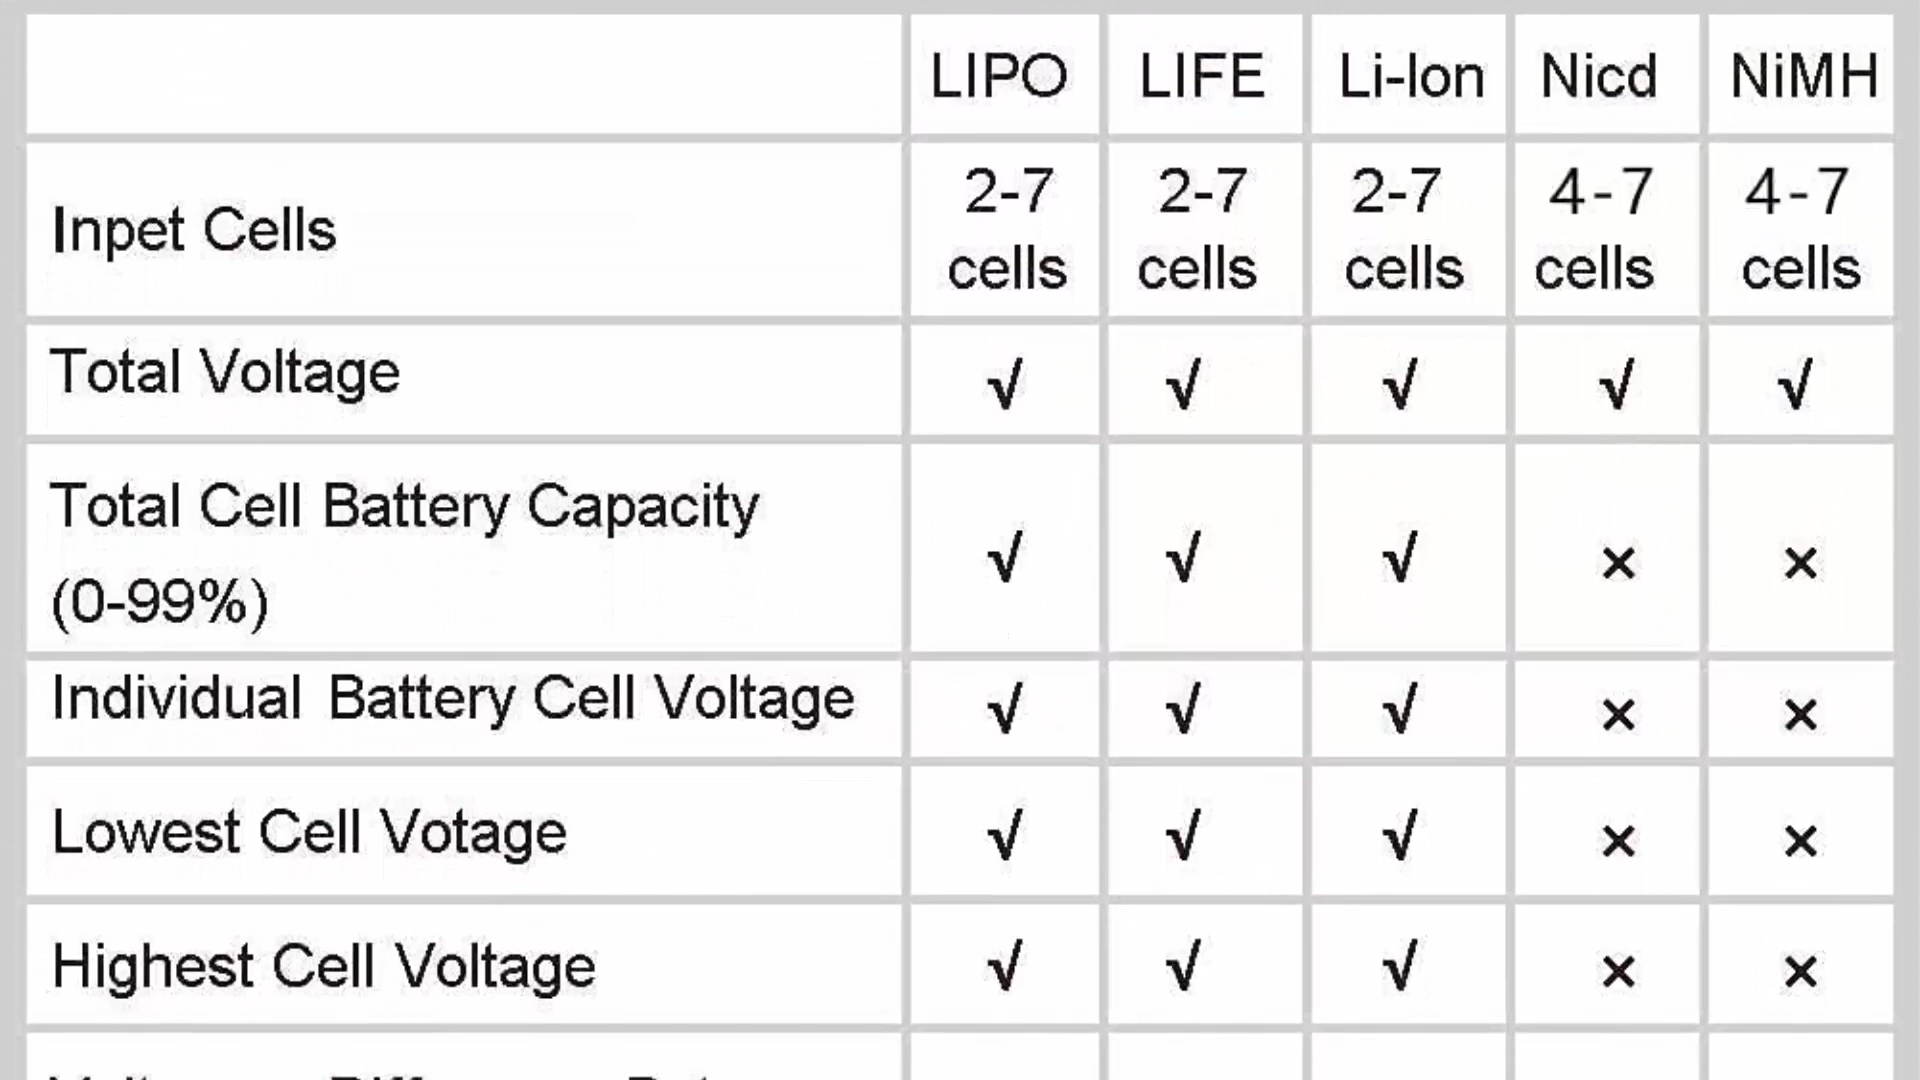 LIPO LIFE Li-Ion Nicd NiMH
2-7 2-7 2-7 4-7 4-7
Inpet Cells
cells cells cells cells cells
Total Voltage √ √ √ √ √
Total Cell Battery Capacity
√ √ √ × ×
(0-99%)
Individual Battery Cell Voltage √ √ √ × ×
Lowest Cell Votage √ √ √ × ×
Highest Cell Voltage √ √ √ × ×